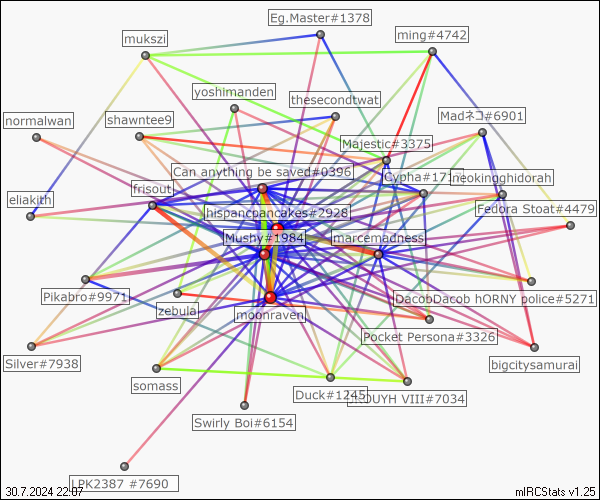 Eg.Master#1378
ming#4742
mukszi
yoshimanden
thesecondtwat
Madネコ#6901
normalwan
shawntee9
Majestic#3375
Can anything be saved#0396
Cypha#17
neokingghidorah
eliakith
frisout
hispancpancakes#2928
Fedora Stoat#4479
Mushy#1984
marcemadness
Pikabro#9971
zebula
moonraven
DacobDacob hORNY police#5271
Pocket Persona#3326
Silver#7938
bigcitysamurai
somass
Duck#1245
ROUYH VIII#7034
Swirly Boi#6154
LPK2387 #7690
30.7.2024 22:07
mIRCStats v1.25